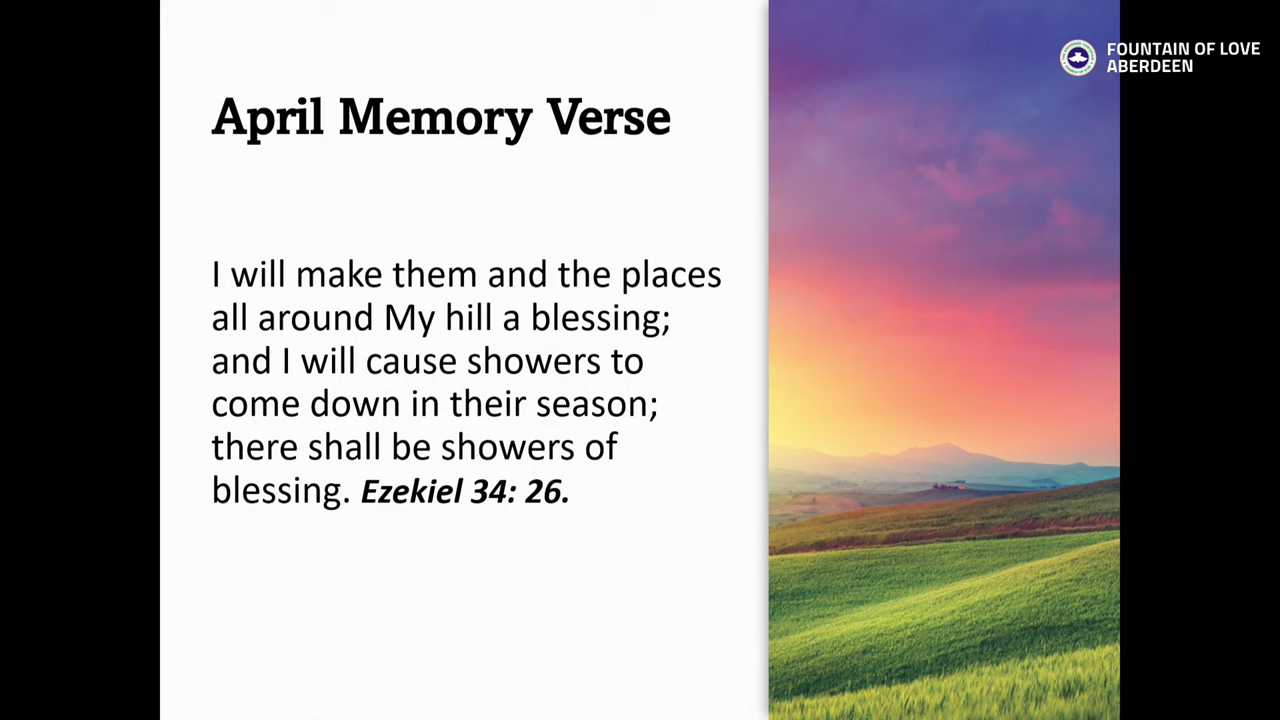 April Memory Verse
I will make them and the places
all around My hill a blessing;
and I will cause showers to
come down in their season;
there shall be showers of
blessing. Ezekiel 34: 26.
FOUNTAIN OF LOVE
ABERDEEN